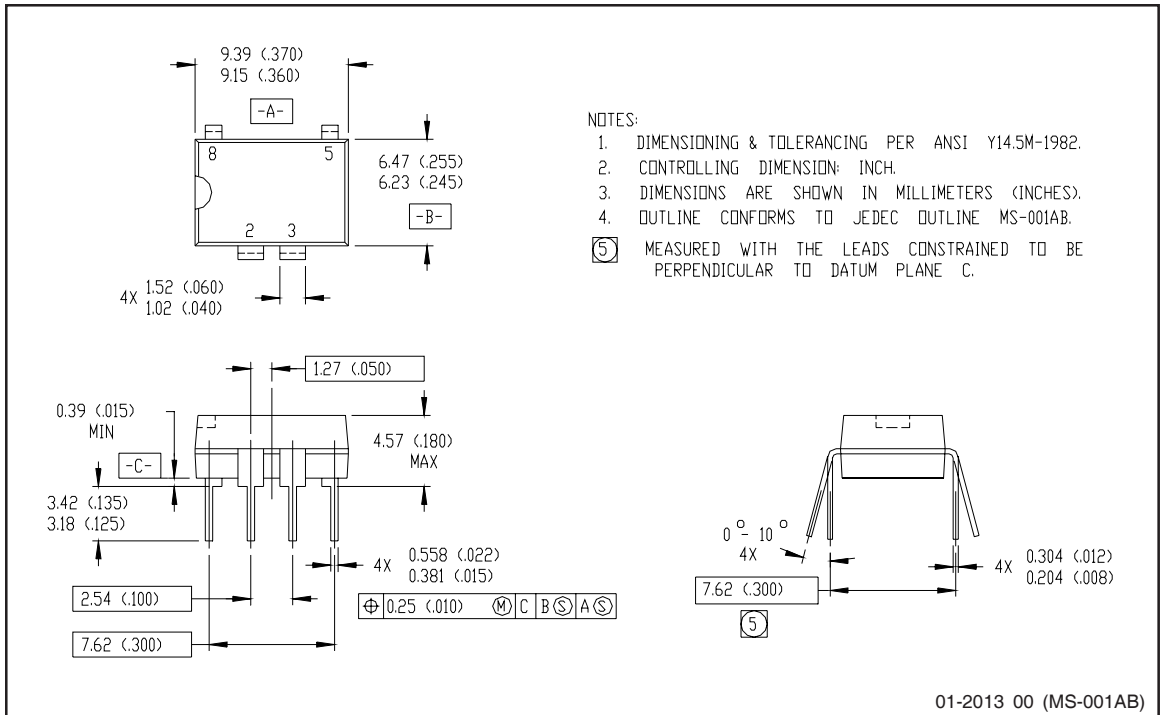 9.39 (.370)
9.15 (.360)
-A-
8 5
6.47 (.255)
6.23 (.245)
-B-
2 3
4X 1.52 (.060)
1.02 (.040)
NOTES:
1. DIMENSIONING & TOLERANCING PER ANSI Y14.5M-1982.
2. CONTROLLING DIMENSION: INCH.
3. DIMENSIONS ARE SHOWN IN MILLIMETERS (INCHES).
4. OUTLINE CONFORMS TO JEDEC OUTLINE MS-001AB.
5 MEASURED WITH THE LEADS CONSTRAINED TO BE
PERPENDICULAR TO DATUM PLANE C.
1.27 (.050)
0.39 (.015)
MIN
-C-
4.57 (.180)
MAX
3.42 (.135)
3.18 (.125)
4X 0.558 (.022)
0.381 (.015)
2.54 (.100)
⌖ 0.25 (.010) Ⓜ C B Ⓢ A Ⓢ
7.62 (.300)
0° - 10°
4X
4X 0.304 (.012)
0.204 (.008)
7.62 (.300)
5
01-2013 00 (MS-001AB)